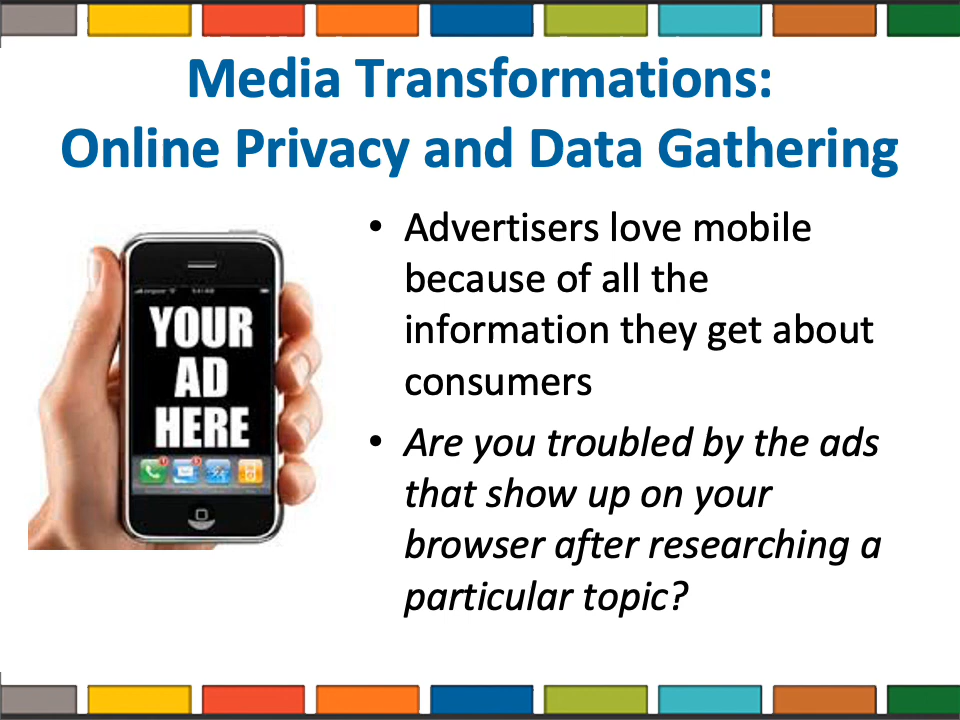 Media Transformations:
Online Privacy and Data Gathering
• Advertisers love mobile
because of all the
information they get about
consumers
• Are you troubled by the ads
that show up on your
browser after researching a
particular topic?
YOUR
AD
HERE